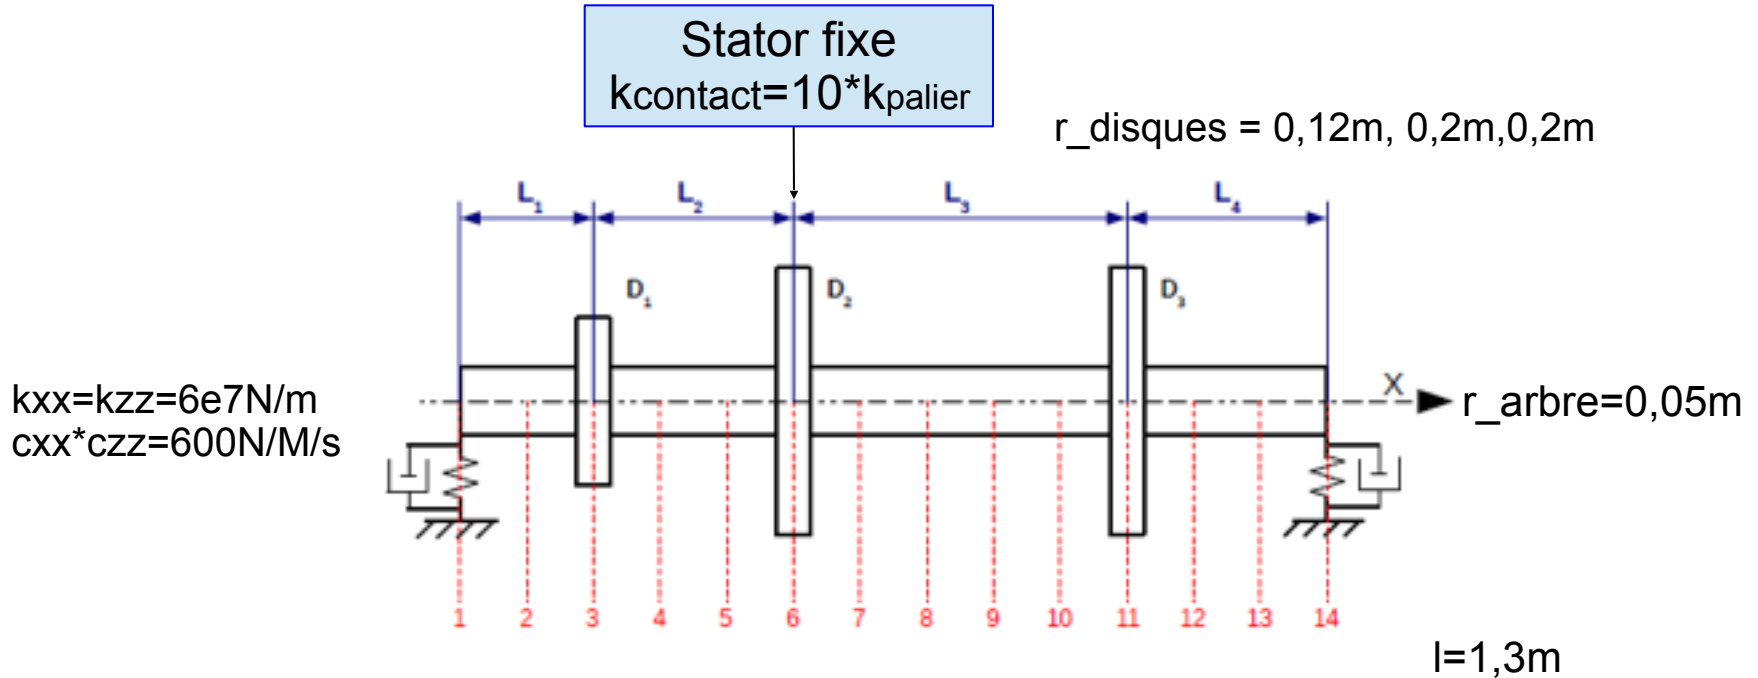 Stator fixe
kcontact=10*kpalier
r_disques = 0,12m, 0,2m,0,2m
L1 L2 L3 L4
D1 D2 D3
kxx=kzz=6e7N/m
cxx*czz=600N/M/s
X
r_arbre=0,05m
1 2 3 4 5 6 7 8 9 10 11 12 13 14
l=1,3m